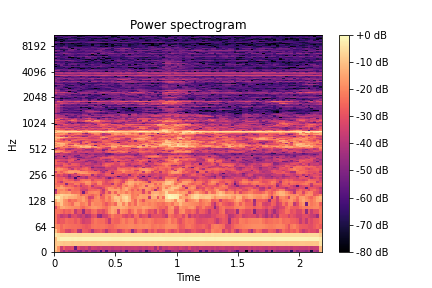 Power spectrogram
+0 dB
8192
-10 dB
4096
-20 dB
2048
-30 dB
1024
Hz
512
-40 dB
256
-50 dB
128
-60 dB
64
-70 dB
0
-80 dB
0
0.5
1
1.5
2
Time